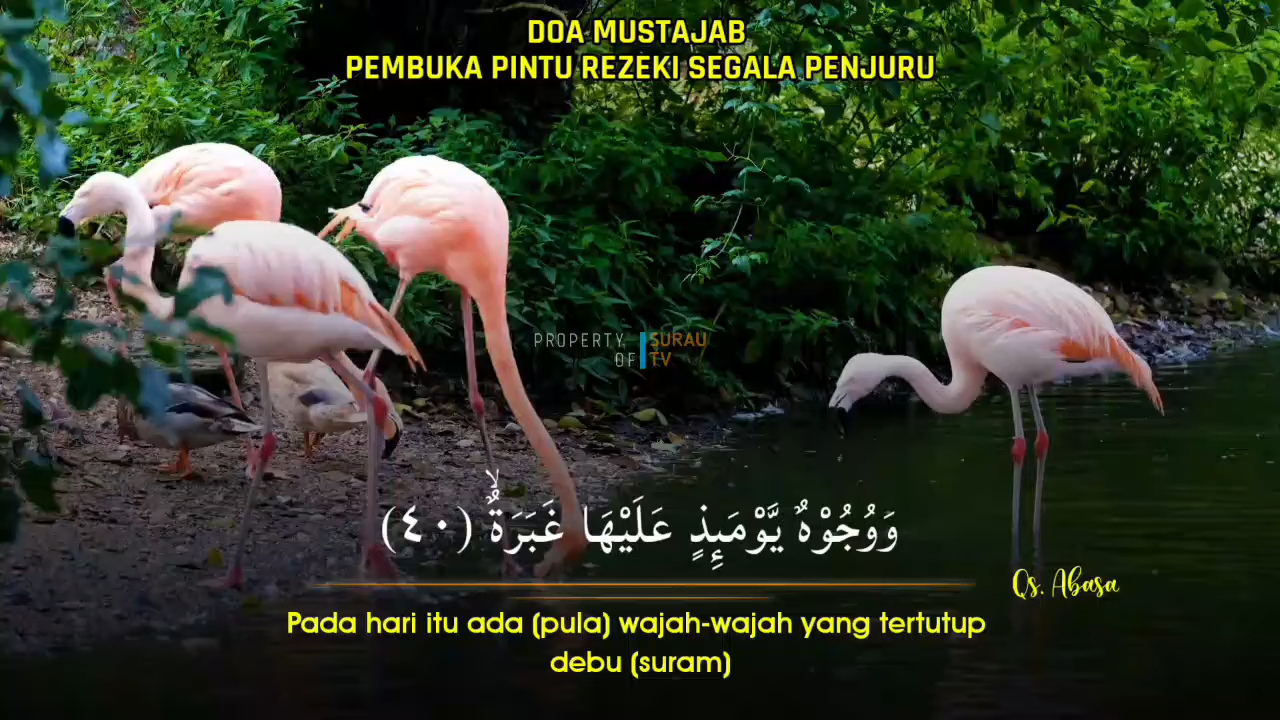 DOA MUSTAJAB
PEMBUKA PINTU REZEKI SEGALA PENJURU
PROPERTY OF
SURAU TV
وَوُجُوْهٌ يَّوْمَىِٕذٍ عَلَيْهَا غَبَرَةٌۙ (٤٠)
Qs. Abasa
Pada hari itu ada (pula) wajah-wajah yang tertutup
debu (suram)